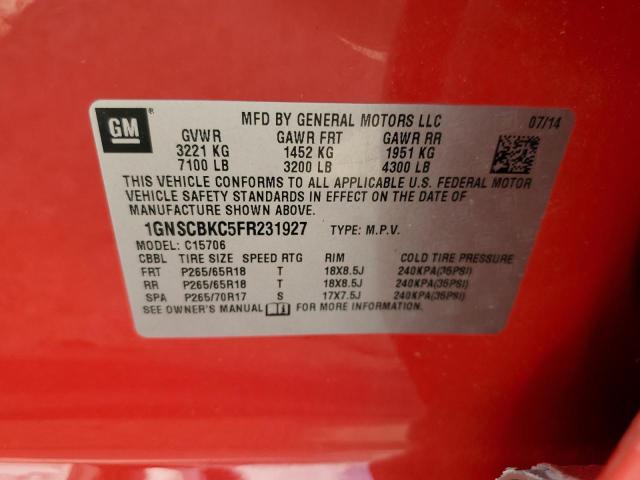 GM®
MFD BY GENERAL MOTORS LLC 07/14
GVWR GAWR FRT GAWR RR
3221 KG 1452 KG 1951 KG
7100 LB 3200 LB 4300 LB
THIS VEHICLE CONFORMS TO ALL APPLICABLE U.S. FEDERAL MOTOR
VEHICLE SAFETY STANDARDS IN EFFECT ON THE DATE OF
MANUFACTURE SHOWN ABOVE.
1GNSCBKC5FR231927 TYPE: M.P.V.
MODEL: C15706
CBBL TIRE SIZE SPEED RTG RIM COLD TIRE PRESSURE
FRT P265/65R18 T 18X8.5J 240KPA(35PSI)
RR P265/65R18 T 18X8.5J 240KPA(35PSI)
SPA P265/70R17 S 17X7.5J 240KPA(35PSI)
SEE OWNER'S MANUAL FOR MORE INFORMATION.